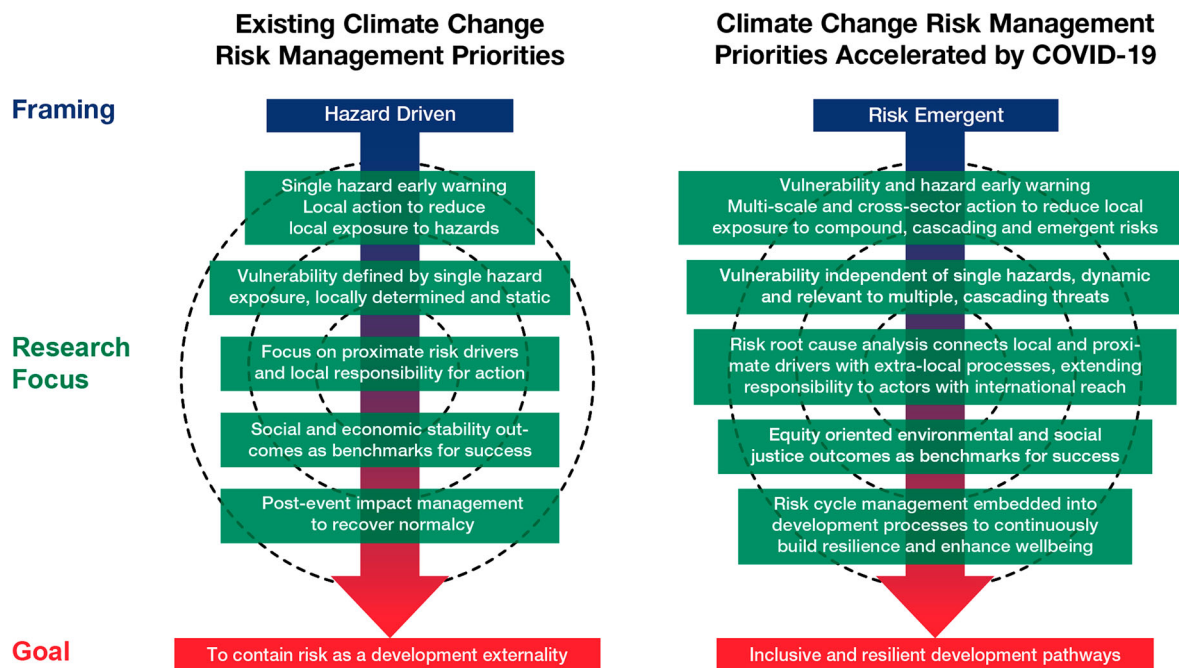 Existing Climate Change
Risk Management Priorities
Climate Change Risk Management
Priorities Accelerated by COVID-19
Framing
Hazard Driven
Risk Emergent
Research
Focus
Single hazard early warning
Local action to reduce
local exposure to hazards
Vulnerability defined by single hazard
exposure, locally determined and static
Focus on proximate risk drivers
and local responsibility for action
Social and economic stability out-
comes as benchmarks for success
Post-event impact management
to recover normalcy
Vulnerability and hazard early warning
Multi-scale and cross-sector action to reduce local
exposure to compound, cascading and emergent risks
Vulnerability independent of single hazards, dynamic
and relevant to multiple, cascading threats
Risk root cause analysis connects local and proxi-
mate drivers with extra-local processes, extending
responsibility to actors with international reach
Equity oriented environmental and social
justice outcomes as benchmarks for success
Risk cycle management embedded into
development processes to continuously
build resilience and enhance wellbeing
Goal
To contain risk as a development externality
Inclusive and resilient development pathways